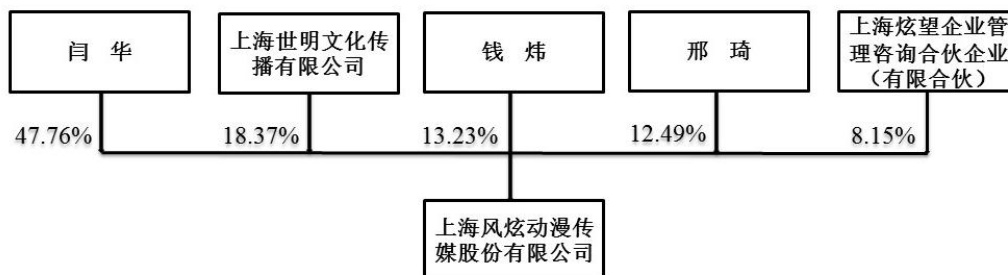 闫 华
上海世明文化传
播有限公司
钱 炜
邢 琦
上海炫望企业管
理咨询合伙企业
（有限合伙）
47.76%
18.37%
13.23%
12.49%
8.15%
上海风炫动漫传
媒股份有限公司